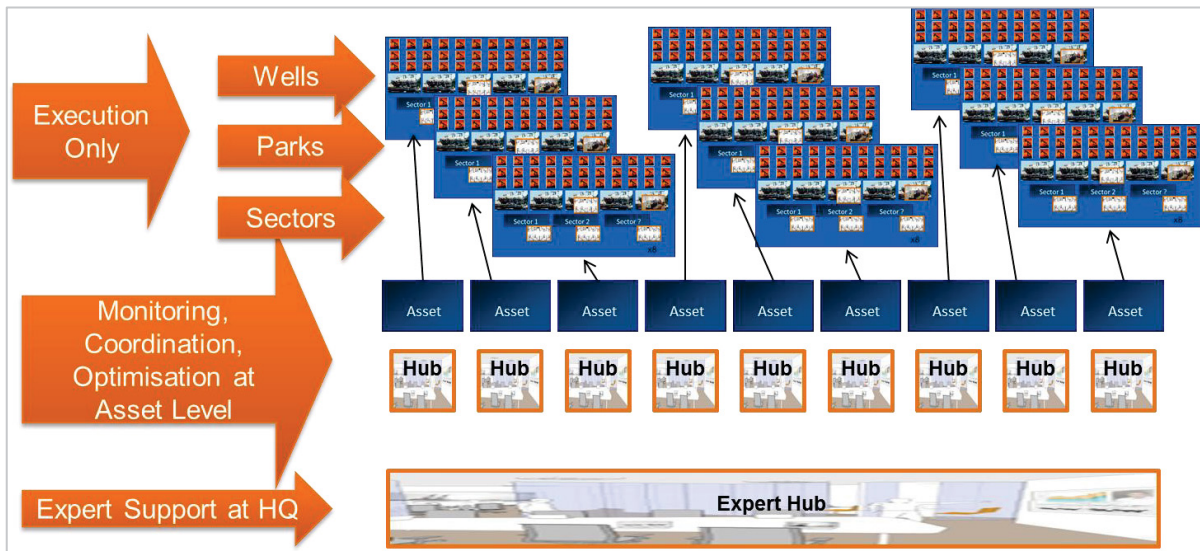 Execution
Only
Wells
Parks
Sectors
Monitoring,
Coordination,
Optimisation at
Asset Level
Expert Support at HQ
Sector 1
Sector 1
Sector 1 Sector 2 Sector ?
x6
Sector 1
Sector 1
Sector 1 Sector 2 Sector ?
x6
Sector 1
Sector 1
Sector 1 Sector 2 Sector ?
x6
Asset Asset Asset Asset Asset Asset Asset Asset Asset
Hub Hub Hub Hub Hub Hub Hub Hub Hub
Expert Hub